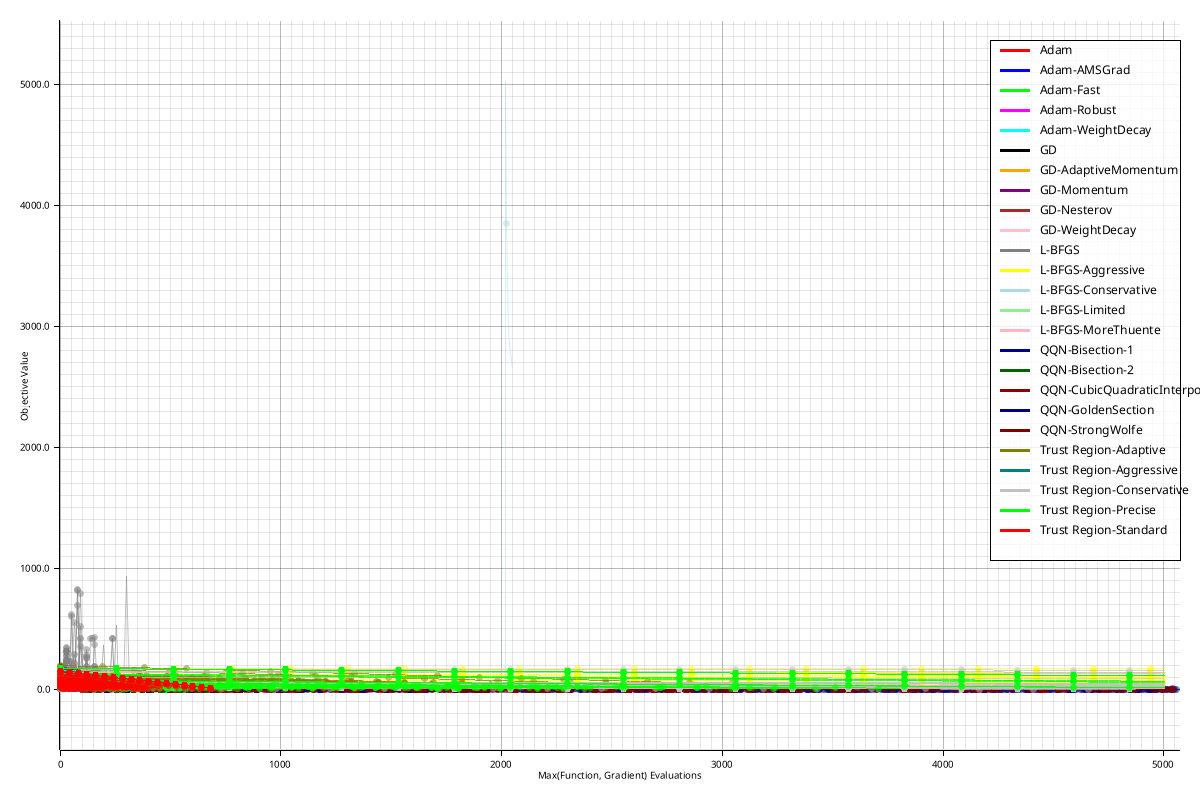 5000.0
4000.0
3000.0
2000.0
1000.0
0.0
Objective Value
0
1000
2000
3000
4000
5000
Max(Function, Gradient) Evaluations
Adam
Adam-AMSGrad
Adam-Fast
Adam-Robust
Adam-WeightDecay
GD
GD-AdaptiveMomentum
GD-Momentum
GD-Nesterov
GD-WeightDecay
L-BFGS
L-BFGS-Aggressive
L-BFGS-Conservative
L-BFGS-Limited
L-BFGS-MoreThuente
QQN-Bisection-1
QQN-Bisection-2
QQN-CubicQuadraticInterpo
QQN-GoldenSection
QQN-StrongWolfe
Trust Region-Adaptive
Trust Region-Aggressive
Trust Region-Conservative
Trust Region-Precise
Trust Region-Standard